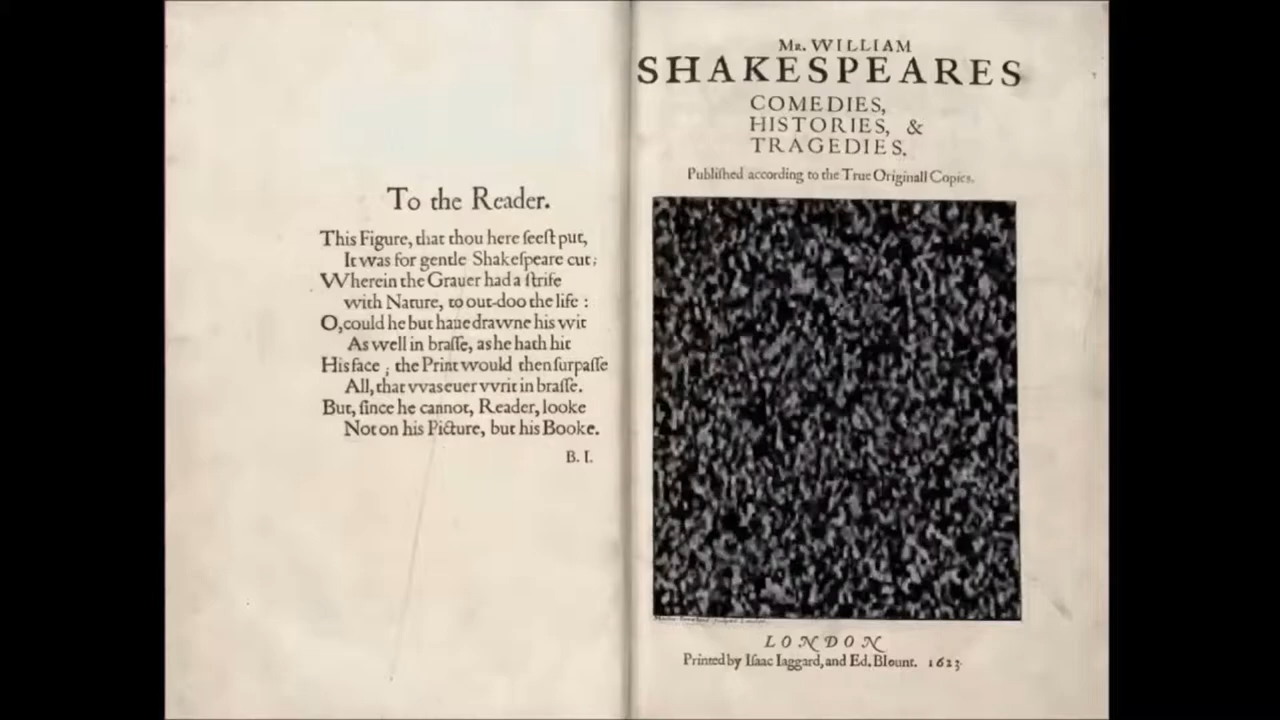 To the Reader.
This Figure, that thou here ſeeſt put,
It was for gentle Shakeſpeare cut;
Wherein the Grauer had a ſtrife
with Nature, to out-doo the life :
O, could he but haue drawne his wit
As well in braſſe, as he hath hit
His face ; the Print would then ſurpaſſe
All, that vvas euer vvrit in braſſe.
But, ſince he cannot, Reader, looke
Not on his Picture, but his Booke.
B. I.
Mr. WILLIAM
SHAKESPEARES
COMEDIES,
HISTORIES, &
TRAGEDIES.
Publiſhed according to the True Originall Copies.
LONDON
Printed by Iſaac Iaggard, and Ed. Blount. 1623.